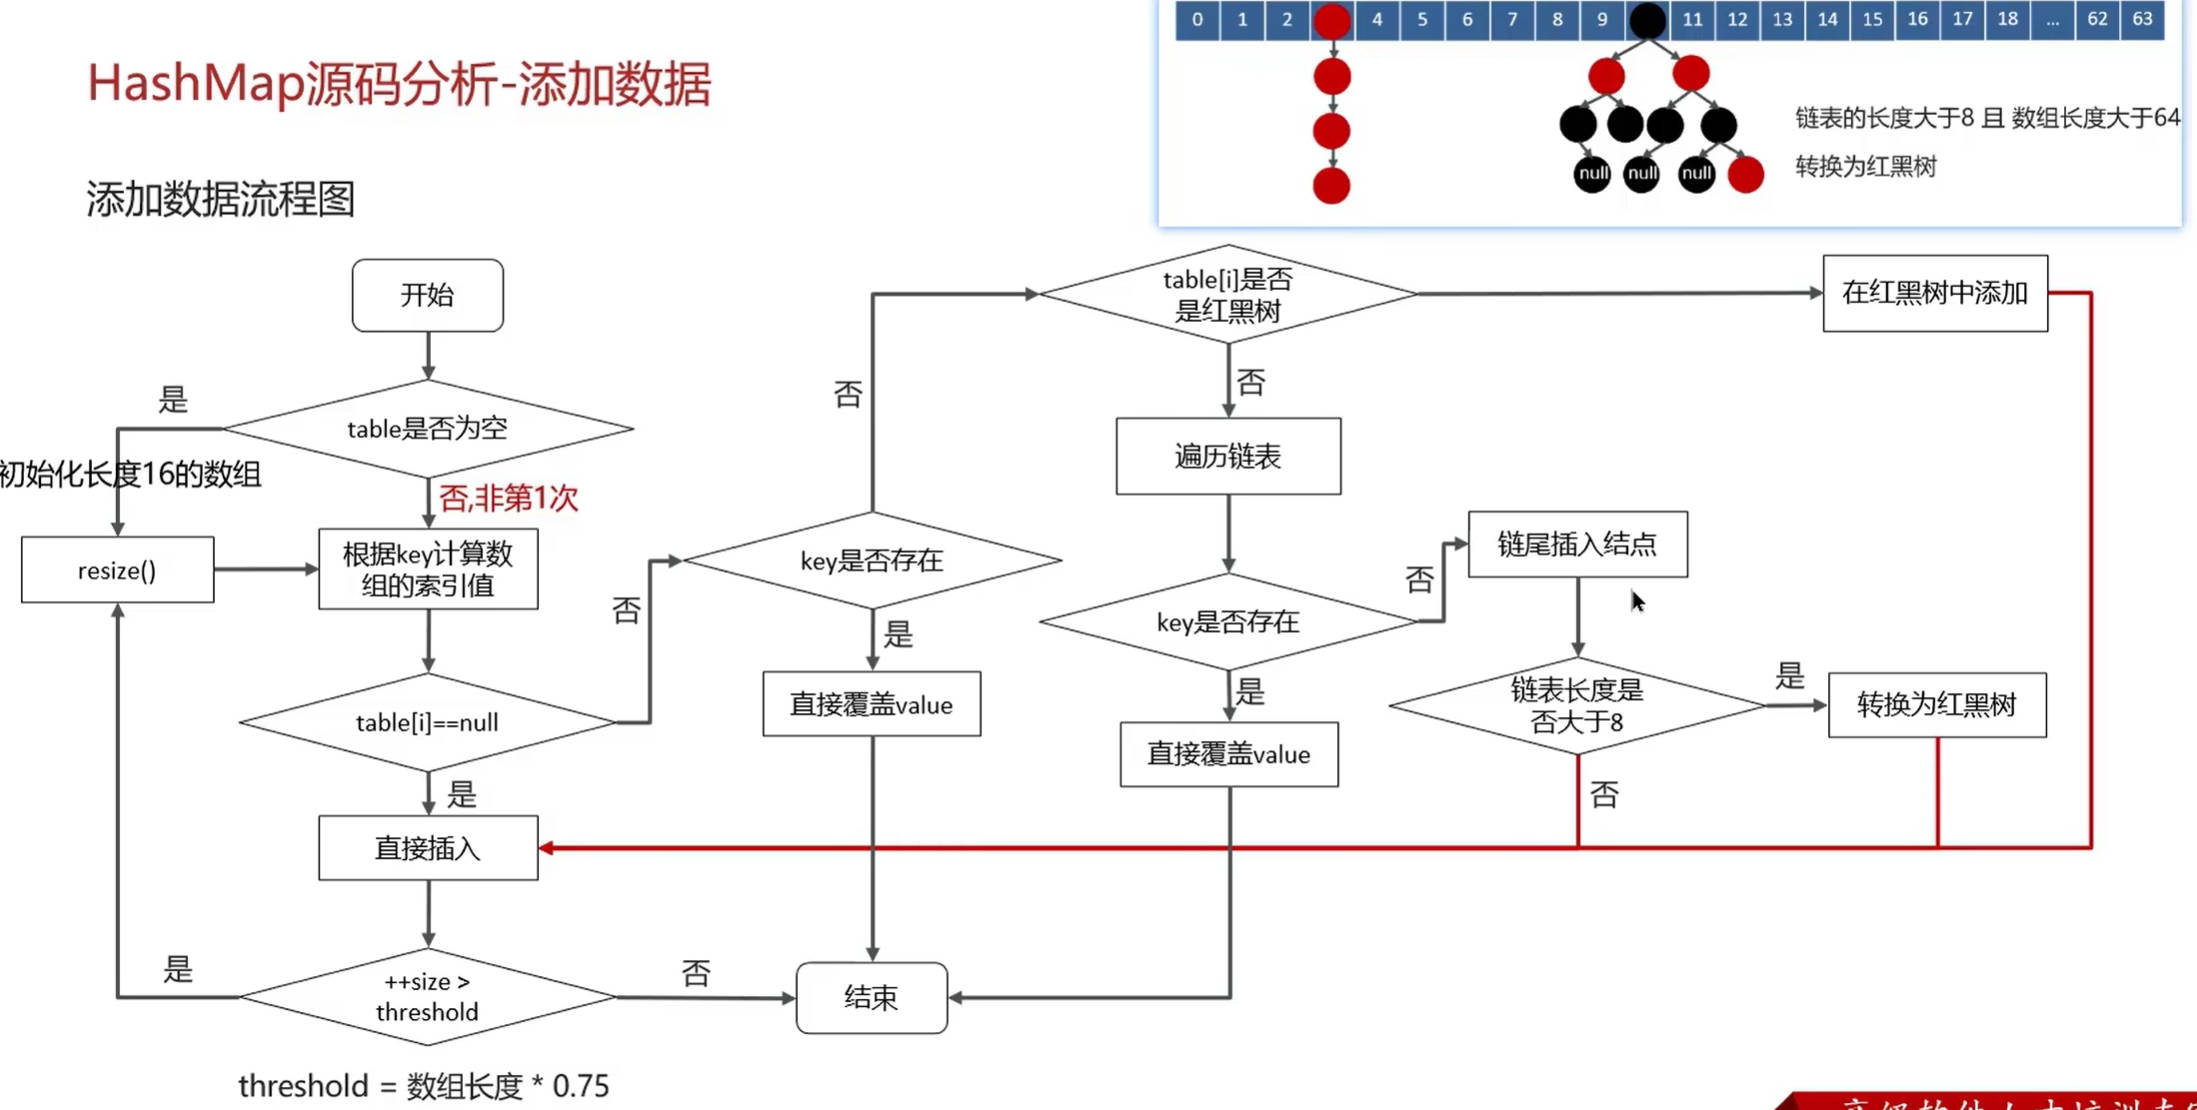 0 1 2 4 5 6 7 8 9 11 12 13 14 15 16 17 18 ... 62 63
HashMap源码分析-添加数据
链表的长度大于8 且 数组长度大于64
转换为红黑树
null null null
添加数据流程图
开始
table[i]是否
是红黑树
在红黑树中添加
是
否
否
table是否为空
遍历链表
初始化长度16的数组
否,非第1次
resize()
根据key计算数
组的索引值
否
key是否存在
是
直接覆盖value
key是否存在
否
链尾插入结点
是
直接覆盖value
链表长度是
否大于8
是
转换为红黑树
否
table[i]==null
是
直接插入
是
++size >
threshold
否
结束
threshold = 数组长度 * 0.75